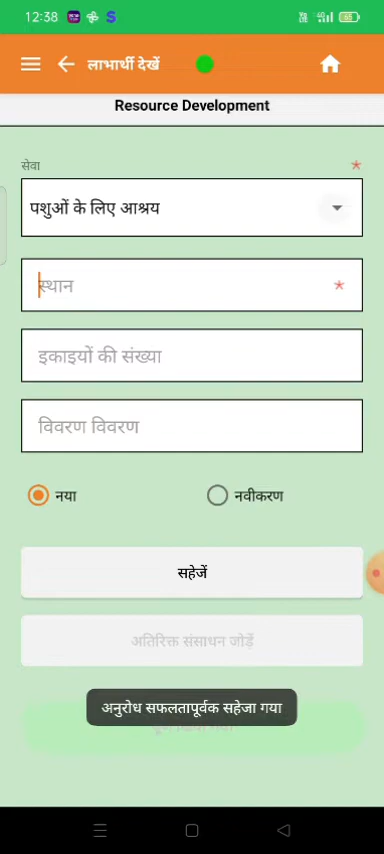 12:38
65
लाभार्थी देखें
Resource Development
सेवा *
पशुओं के लिए आश्रय
स्थान *
इकाइयों की संख्या
विवरण विवरण
नया
नवीकरण
सहेजें
अतिरिक्त संसाधन जोड़ें
अनुरोध सफलतापूर्वक सहेजा गया